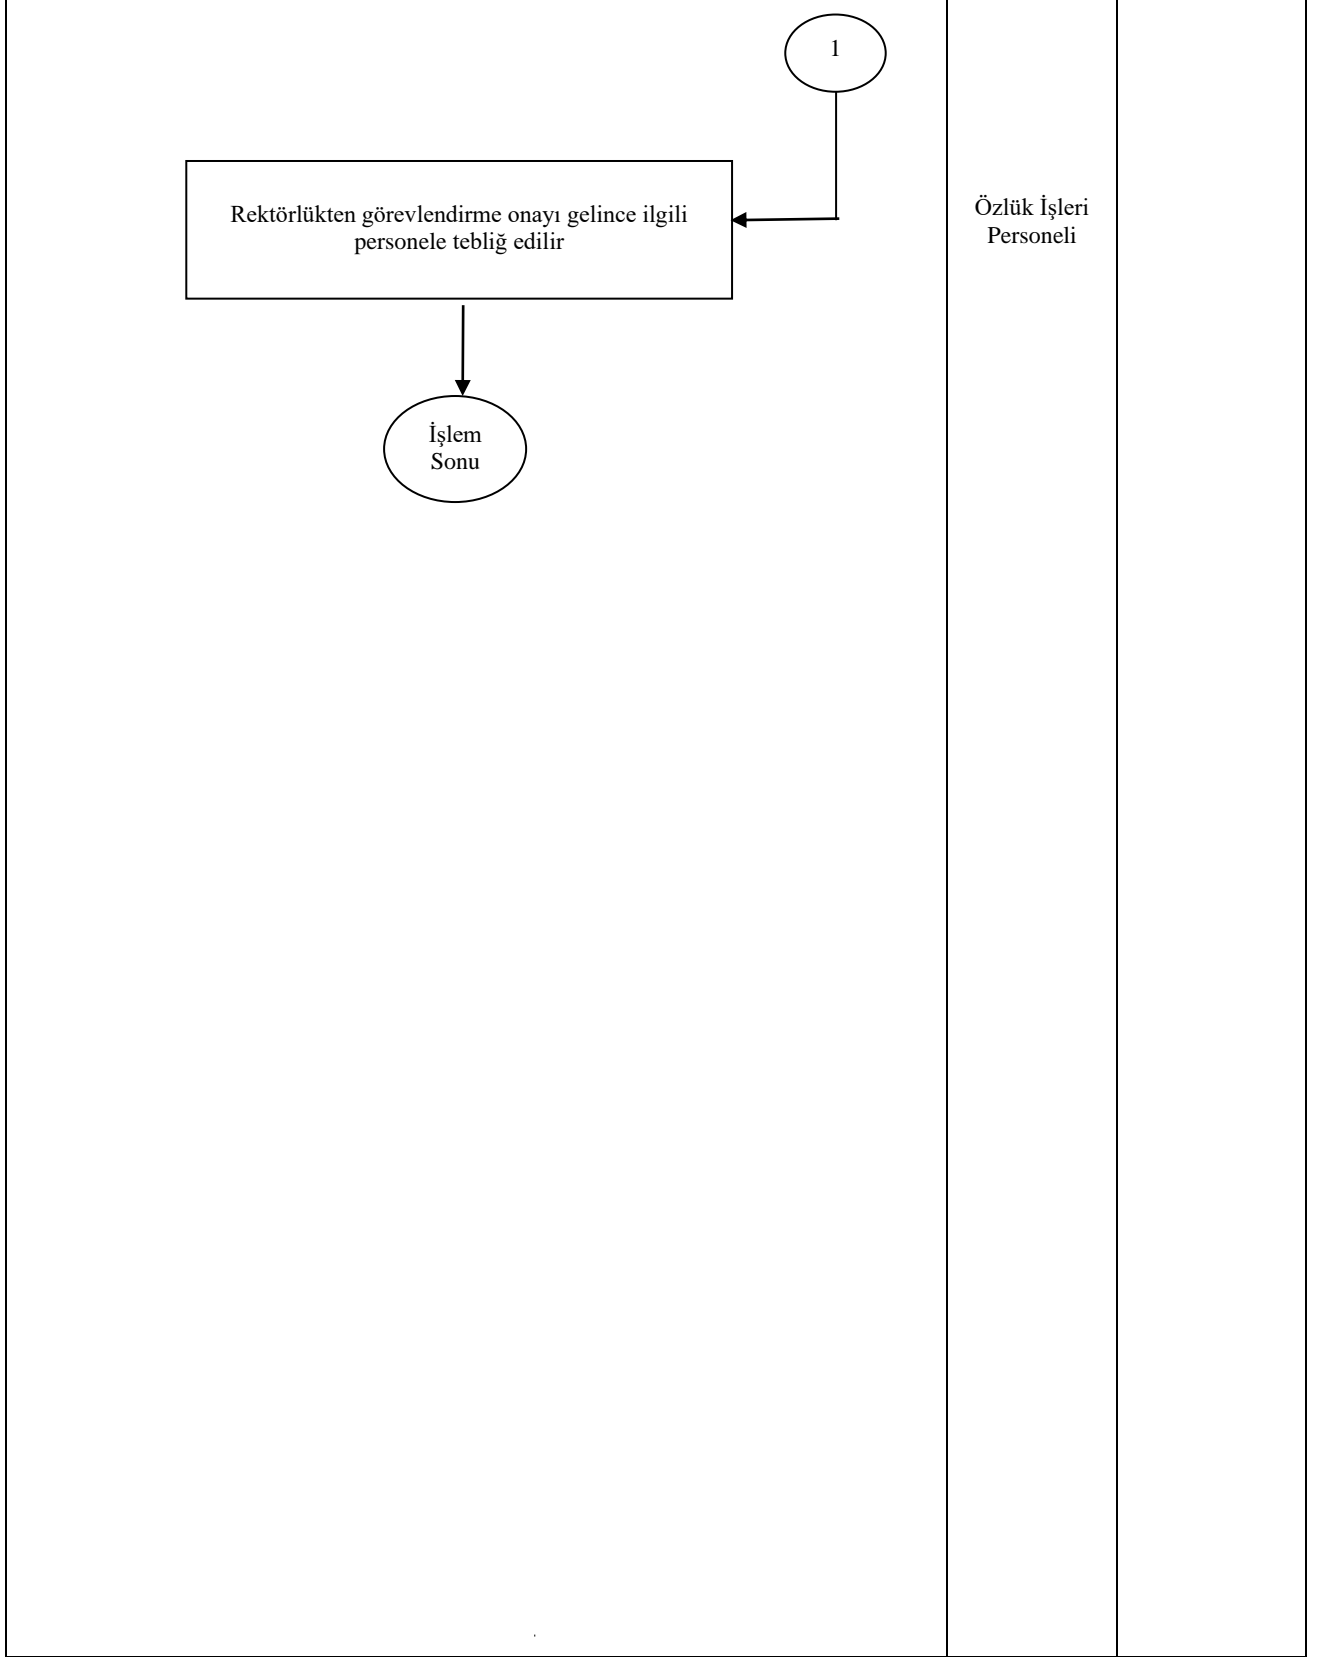 1
Rektörlükten görevlendirme onayı gelince ilgili
personele tebliğ edilir
Özlük İşleri
Personeli
İşlem
Sonu